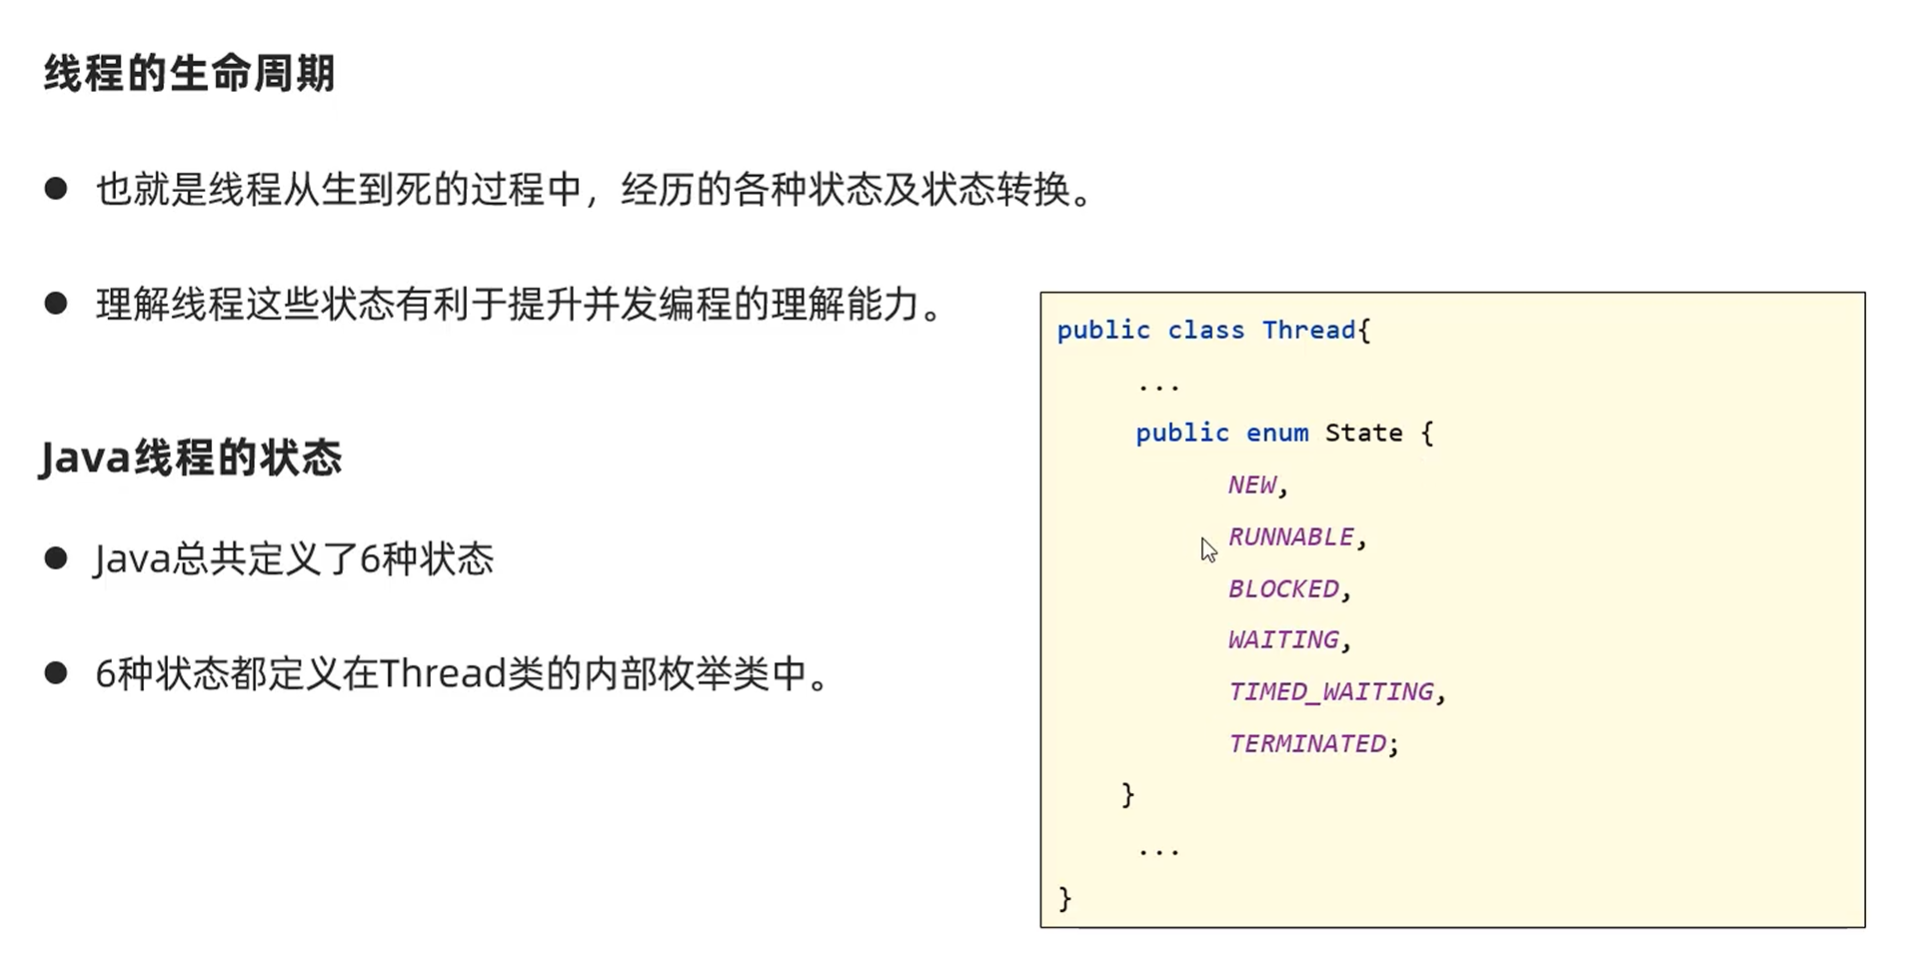 线程的生命周期
● 也就是线程从生到死的过程中，经历的各种状态及状态转换。
● 理解线程这些状态有利于提升并发编程的理解能力。
Java线程的状态
● Java总共定义了6种状态
● 6种状态都定义在Thread类的内部枚举类中。
public class Thread{
...
public enum State {
NEW,
RUNNABLE,
BLOCKED,
WAITING,
TIMED_WAITING,
TERMINATED;
}
...
}